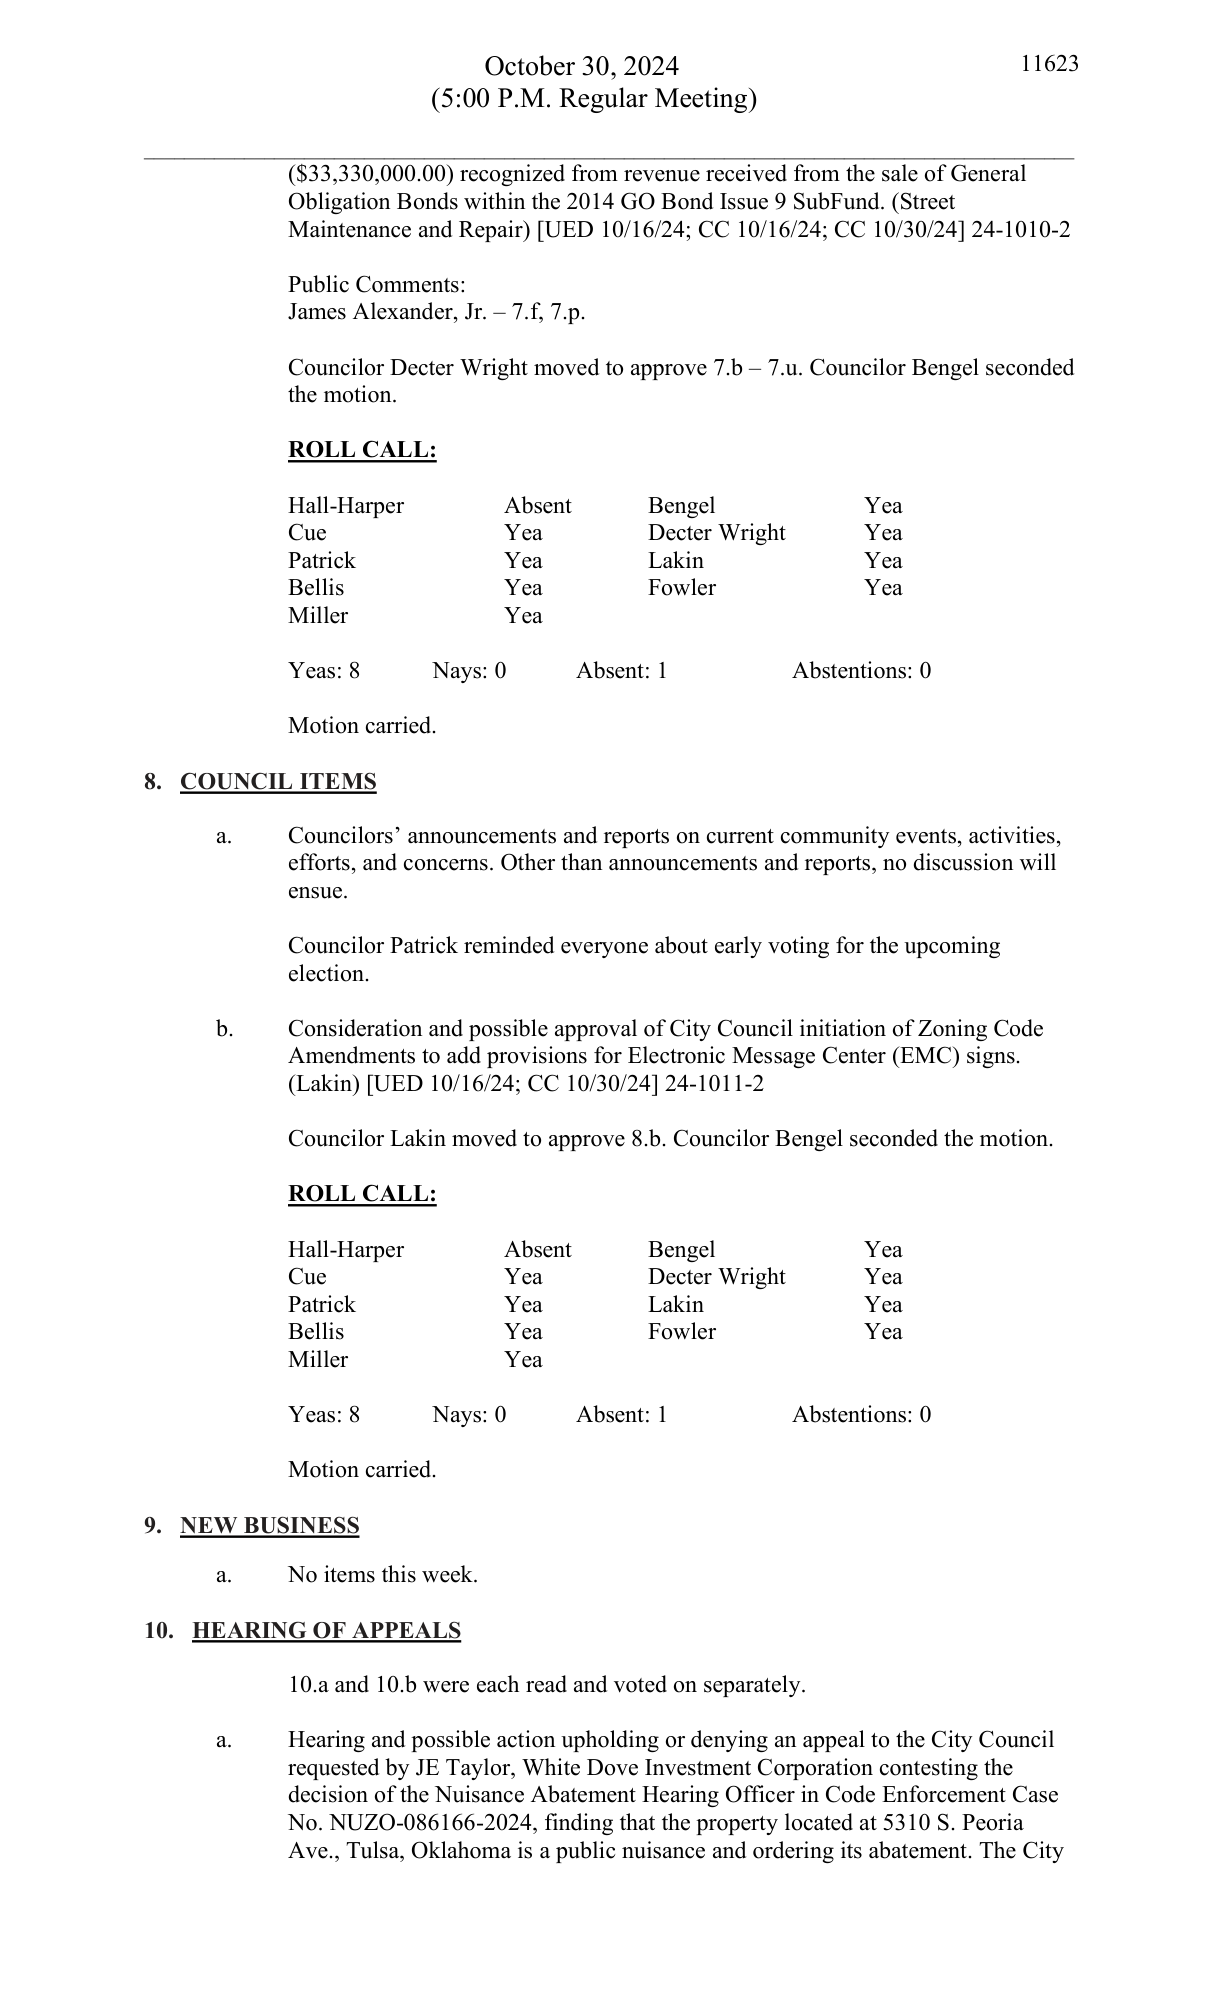 October 30, 2024
11623
(5:00 P.M. Regular Meeting)
($33,330,000.00) recognized from revenue received from the sale of General
Obligation Bonds within the 2014 GO Bond Issue 9 SubFund. (Street
Maintenance and Repair) [UED 10/16/24; CC 10/16/24; CC 10/30/24] 24-1010-2
Public Comments:
James Alexander, Jr. – 7.f, 7.p.
Councilor Decter Wright moved to approve 7.b – 7.u. Councilor Bengel seconded
the motion.
ROLL CALL:
Hall-Harper Absent Bengel Yea
Cue Yea Decter Wright Yea
Patrick Yea Lakin Yea
Bellis Yea Fowler Yea
Miller Yea
Yeas: 8 Nays: 0 Absent: 1 Abstentions: 0
Motion carried.
8. COUNCIL ITEMS
a. Councilors’ announcements and reports on current community events, activities,
efforts, and concerns. Other than announcements and reports, no discussion will
ensue.
Councilor Patrick reminded everyone about early voting for the upcoming
election.
b. Consideration and possible approval of City Council initiation of Zoning Code
Amendments to add provisions for Electronic Message Center (EMC) signs.
(Lakin) [UED 10/16/24; CC 10/30/24] 24-1011-2
Councilor Lakin moved to approve 8.b. Councilor Bengel seconded the motion.
ROLL CALL:
Hall-Harper Absent Bengel Yea
Cue Yea Decter Wright Yea
Patrick Yea Lakin Yea
Bellis Yea Fowler Yea
Miller Yea
Yeas: 8 Nays: 0 Absent: 1 Abstentions: 0
Motion carried.
9. NEW BUSINESS
a. No items this week.
10. HEARING OF APPEALS
10.a and 10.b were each read and voted on separately.
a. Hearing and possible action upholding or denying an appeal to the City Council
requested by JE Taylor, White Dove Investment Corporation contesting the
decision of the Nuisance Abatement Hearing Officer in Code Enforcement Case
No. NUZO-086166-2024, finding that the property located at 5310 S. Peoria
Ave., Tulsa, Oklahoma is a public nuisance and ordering its abatement. The City